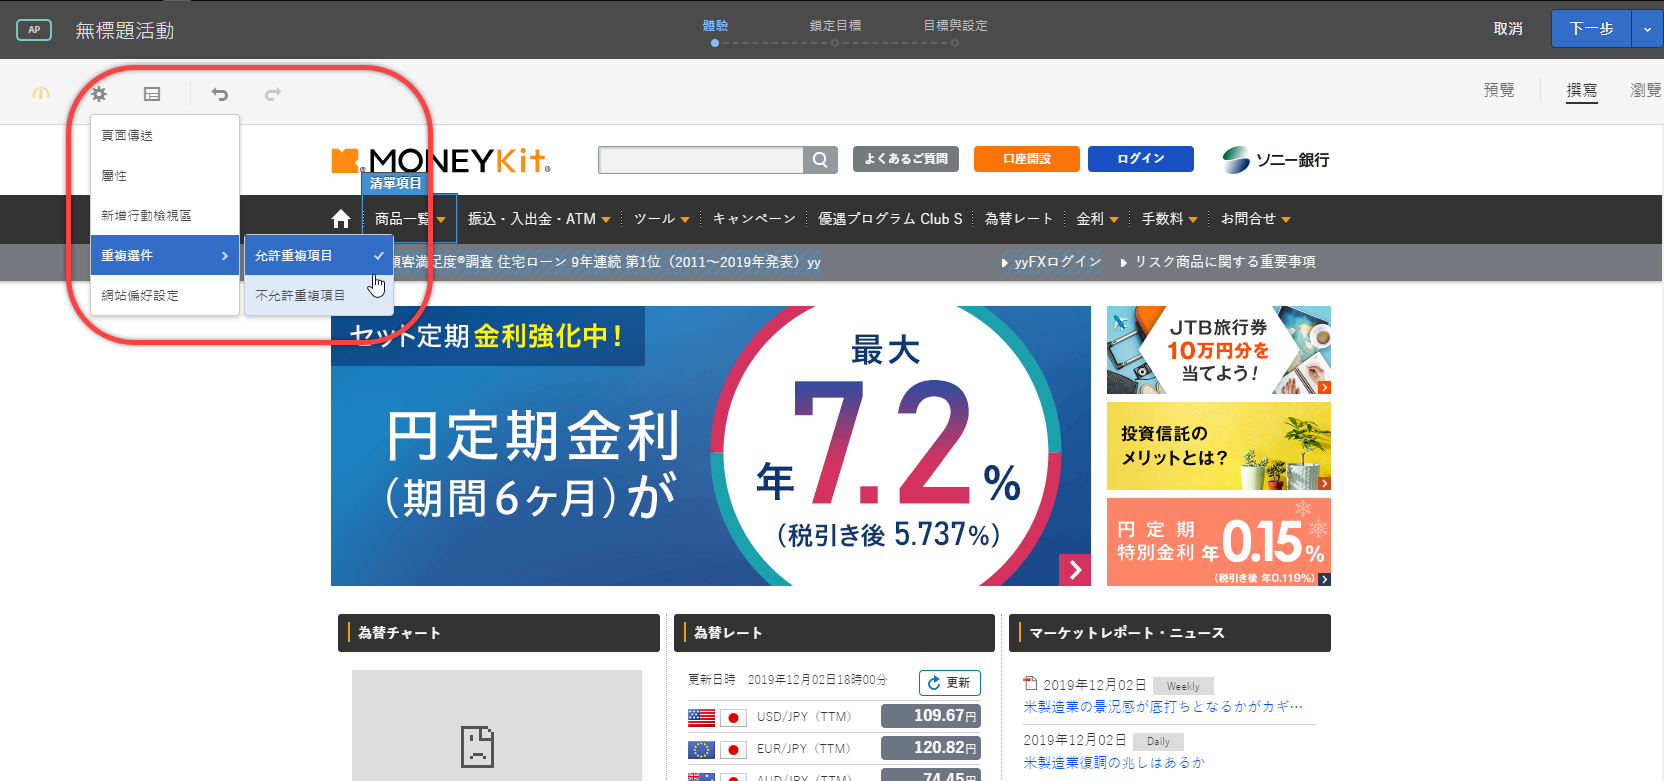 AP
無標題活動
體驗
鎖定目標
目標與設定
取消
下一步
預覽
撰寫
瀏覽
頁面傳送
屬性
新增行動檢視區
重複選件
網站偏好設定
允許重複項目
不允許重複項目
MONEYKit®
よくあるご質問
口座開設
ログイン
ソニー銀行
清單項目
商品一覧
振込・入出金・ATM
ツール
キャンペーン
優遇プログラム Club S
為替レート
金利
手数料
お問合せ
顧客満足度®調査 住宅ローン 9年連続 第1位（2011～2019年発表）yy
yyFXログイン
リスク商品に関する重要事項
セット定期 金利強化中！
円定期金利
（期間6ヶ月）が
最大
年7.2%
（税引き後 5.737%）
JTB旅行券
10万円分を
当てよう！
投資信託の
メリットとは？
円定期
特別金利 年0.15%
（税引き後 年0.119%）
為替チャート
為替レート
更新日時 2019年12月02日18時00分
更新
USD/JPY（TTM） 109.67円
EUR/JPY（TTM） 120.82円
AUD/JPY（TTM） 74.45円
マーケットレポート・ニュース
2019年12月02日 Weekly
米製造業の景況感が底打ちとなるかがカギ…
2019年12月02日 Daily
米製造業復調の兆しはあるか